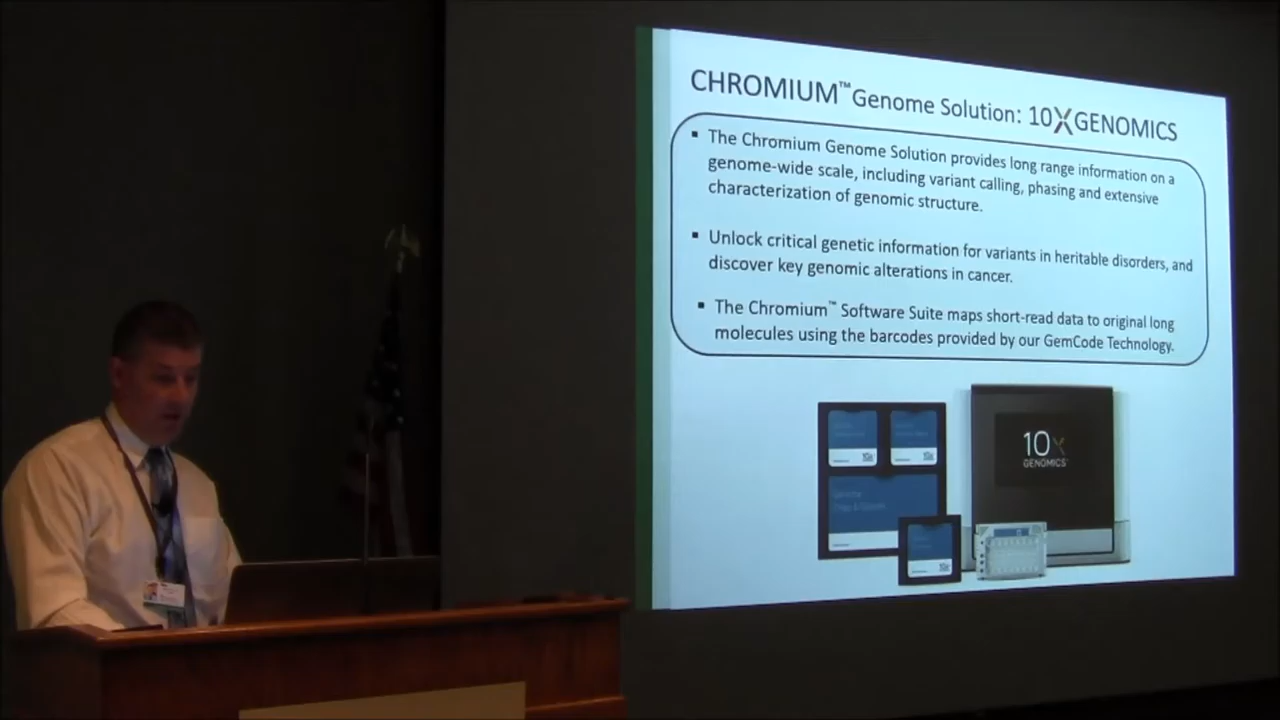 CHROMIUM™ Genome Solution: 10XGENOMICS
▪ The Chromium Genome Solution provides long range information on a
genome-wide scale, including variant calling, phasing and extensive
characterization of genomic structure.
▪ Unlock critical genetic information for variants in heritable disorders, and
discover key genomic alterations in cancer.
▪ The Chromium™ Software Suite maps short-read data to original long
molecules using the barcodes provided by our GemCode Technology.
10x
GENOMICS